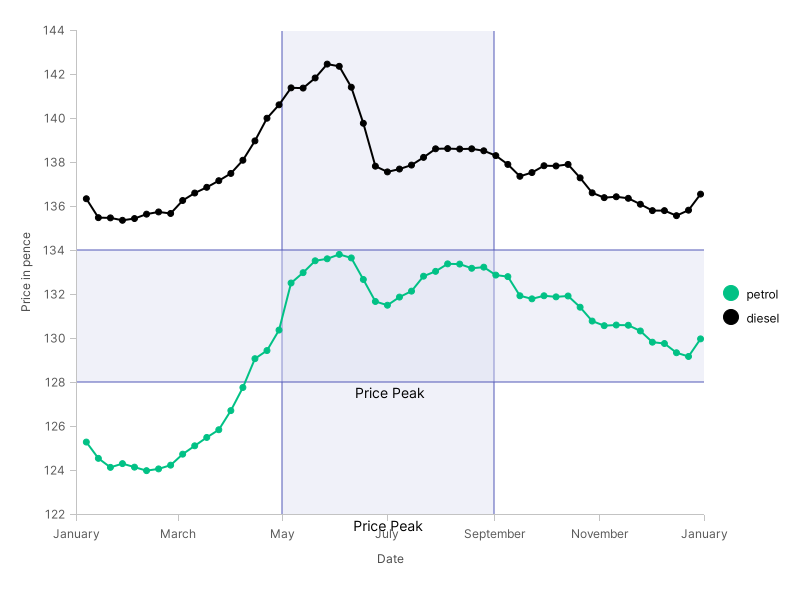 144
142
140
138
136
134
132
130
128
126
124
122
Price in pence
Price Peak
Price Peak
January
March
May
July
September
November
January
Date
petrol
diesel